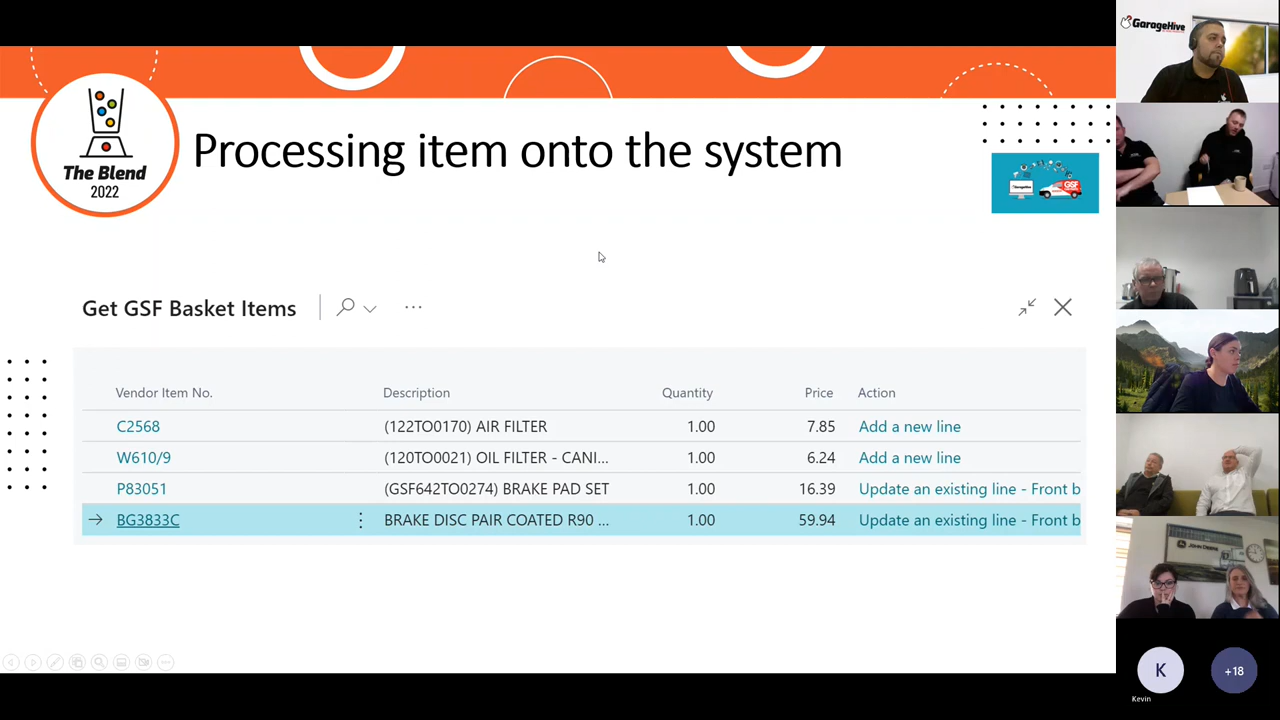 The Blend
2022
Processing item onto the system
GSF
Get GSF Basket Items
Vendor Item No. Description Quantity Price Action
C2568 (122TO0170) AIR FILTER 1.00 7.85 Add a new line
W610/9 (120TO0021) OIL FILTER - CANI... 1.00 6.24 Add a new line
P83051 (GSF642TO0274) BRAKE PAD SET 1.00 16.39 Update an existing line - Front b
BG3833C BRAKE DISC PAIR COATED R90 ... 1.00 59.94 Update an existing line - Front b
GarageHive
JOHN DEERE
K
Kevin
+18